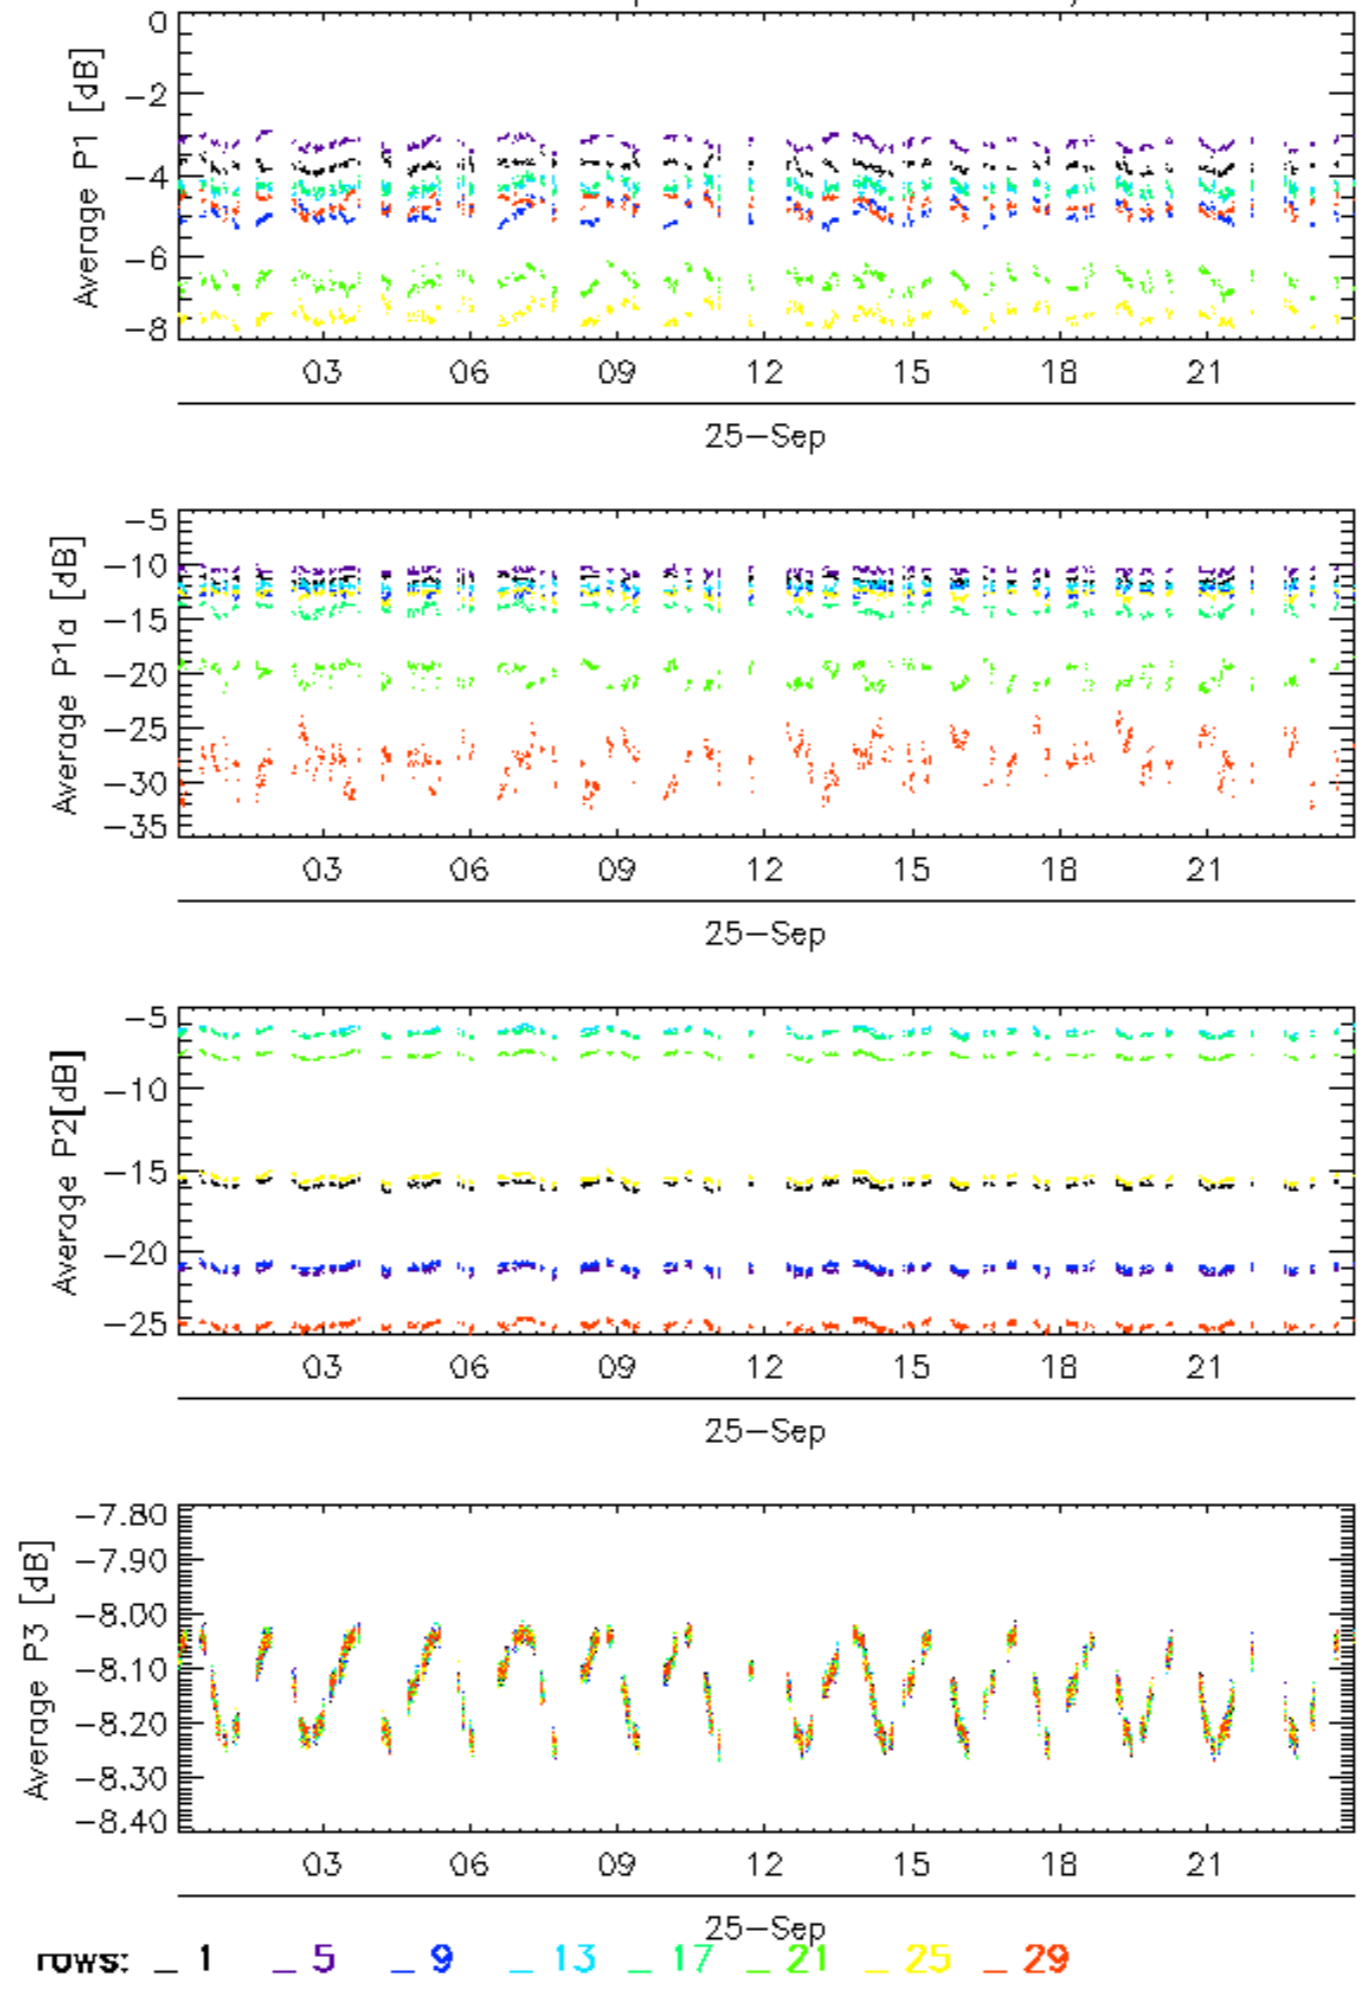 0
-2
-4
-6
-8
Average P1 [dB]
03 06 09 12 15 18 21
25-Sep
-5
-10
-15
-20
-25
-30
-35
Average P1a [dB]
03 06 09 12 15 18 21
25-Sep
-5
-10
-15
-20
-25
Average P2[dB]
03 06 09 12 15 18 21
25-Sep
-7.80
-7.90
-8.00
-8.10
-8.20
-8.30
-8.40
Average P3 [dB]
03 06 09 12 15 18 21
25-Sep
rows: _ 1 _ 5 _ 9 _ 13 _ 17 _ 21 _ 25 _ 29